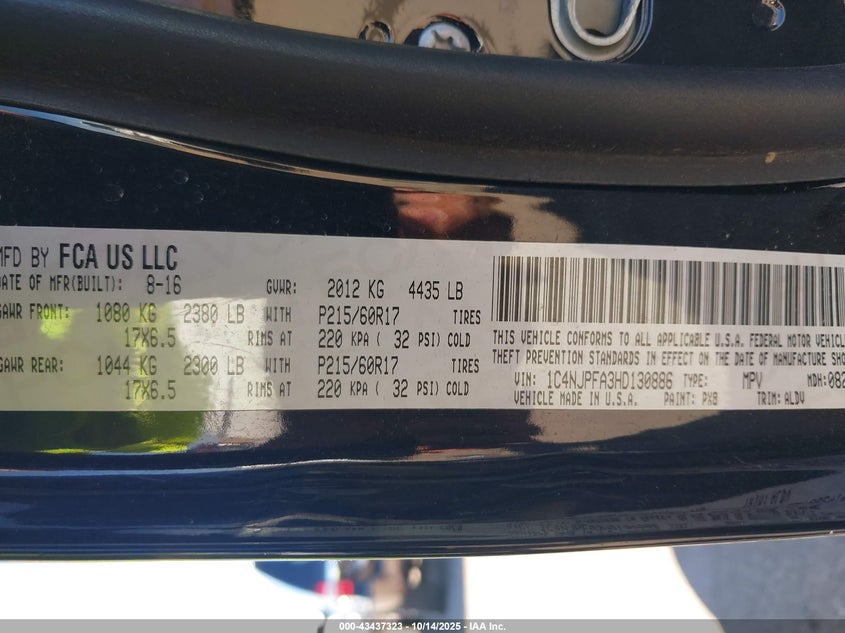 MFD BY FCA US LLC
DATE OF MFR(BUILT): 8-16 GVWR: 2012 KG 4435 LB
GAWR FRONT: 1080 KG 2380 LB WITH P215/60R17 TIRES
17X6.5 RIMS AT 220 KPA ( 32 PSI) COLD
GAWR REAR: 1044 KG 2300 LB WITH P215/60R17 TIRES
17X6.5 RIMS AT 220 KPA ( 32 PSI) COLD
THIS VEHICLE CONFORMS TO ALL APPLICABLE U.S.A. FEDERAL MOTOR VEHICLE
THEFT PREVENTION STANDARDS IN EFFECT ON THE DATE OF MANUFACTURE SHO
VIN: 1C4NJPFA3HD130886 TYPE: MPV MDH: 082
VEHICLE MADE IN U.S.A. PAINT: PX8 TRIM: ALDV
000-43437323 - 10/14/2025 - IAA Inc.